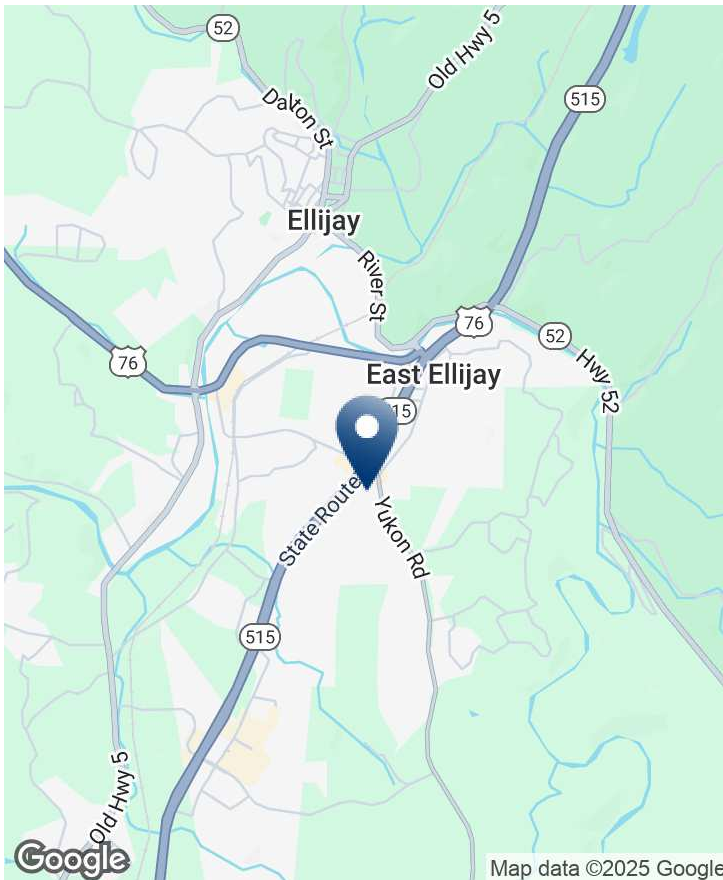 52
Old Hwy 5
515
Dalton St
Ellijay
River St
76
52
76
East Ellijay
Hwy 52
15
State Route
Yukon Rd
515
Old Hwy 5
Google
Map data ©2025 Google